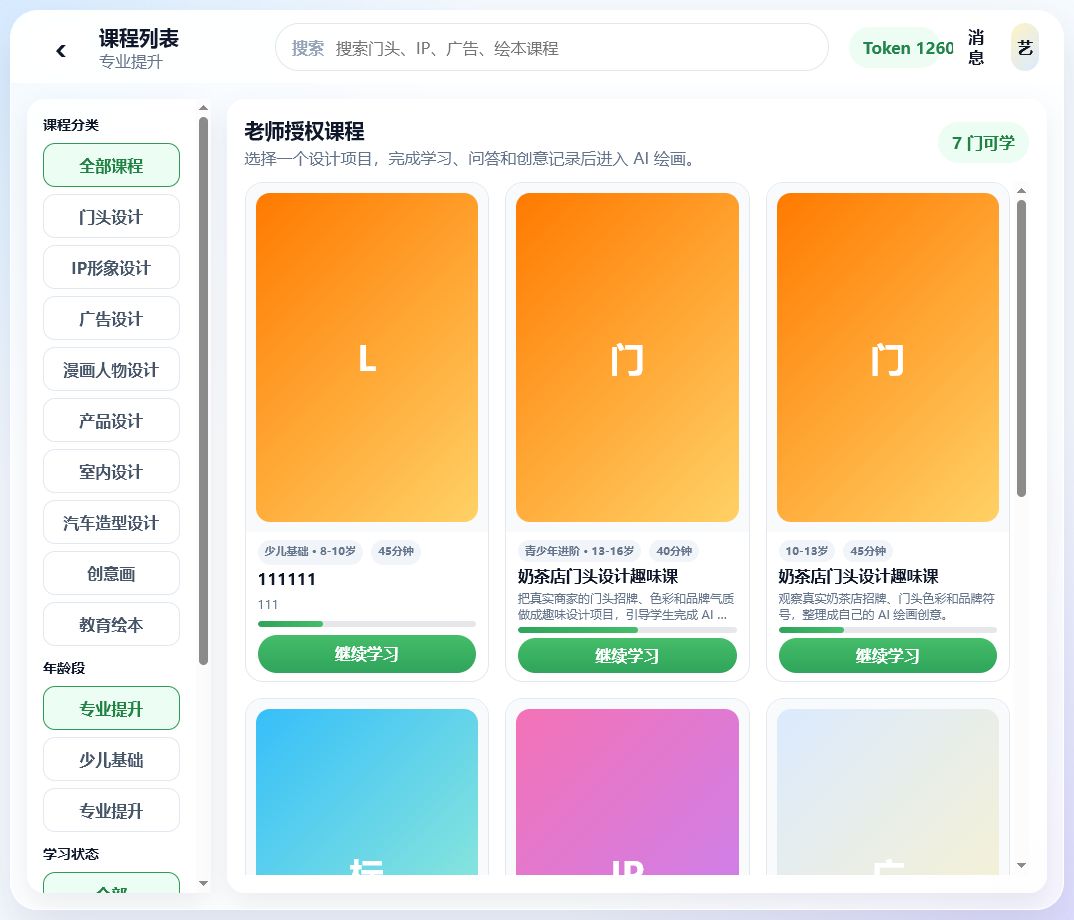 课程列表
专业提升
搜索 搜索门头、IP、广告、绘本课程
Token 1260
消息
艺
课程分类
全部课程
门头设计
IP形象设计
广告设计
漫画人物设计
产品设计
室内设计
汽车造型设计
创意画
教育绘本
年龄段
专业提升
少儿基础
专业提升
学习状态
全部
老师授权课程
选择一个设计项目，完成学习、问答和创意记录后进入 AI 绘画。
7 门可学
L
少儿基础 • 8-10岁 45分钟
111111
111
继续学习
门
青少年进阶 • 13-16岁 40分钟
奶茶店门头设计趣味课
把真实商家的门头招牌、色彩和品牌气质
做成趣味设计项目，引导学生完成 AI ...
继续学习
门
10-13岁 45分钟
奶茶店门头设计趣味课
观察真实奶茶店招牌、门头色彩和品牌符
号，整理成自己的 AI 绘画创意。
继续学习
标
IP
广